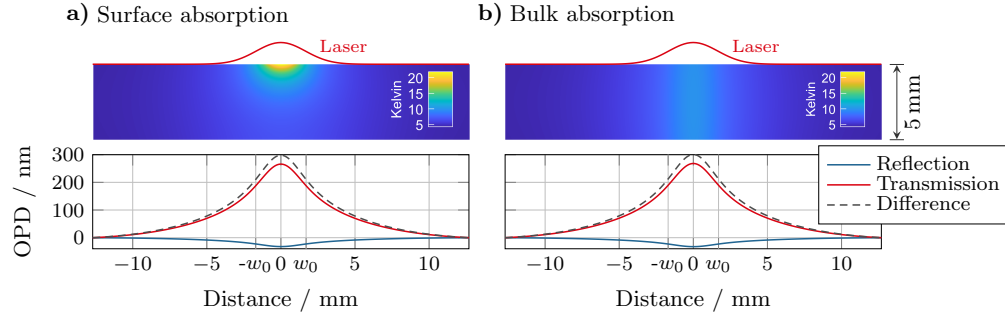 a) Surface absorption
Laser
Kelvin
20
15
10
5
300
200
100
0
OPD / nm
−10
−5
-w0
0
w0
5
10
Distance / mm
b) Bulk absorption
Laser
Kelvin
20
15
10
5
5 mm
−10
−5
-w0
0
w0
5
10
Distance / mm
Reflection
Transmission
Difference